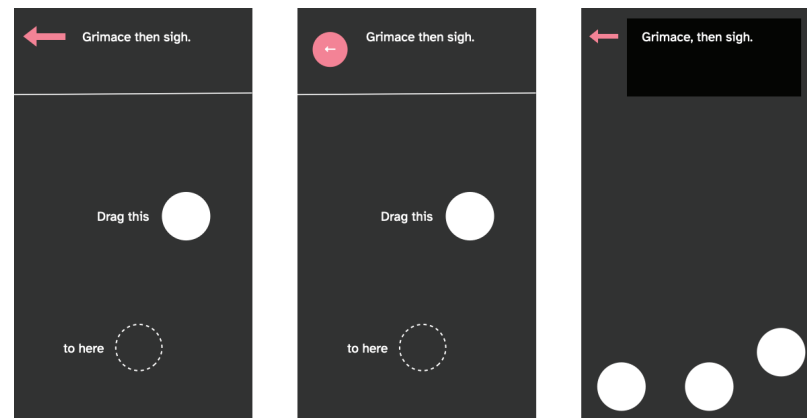 Grimace then sigh.
Drag this
to here
Grimace then sigh.
Drag this
to here
Grimace, then sigh.